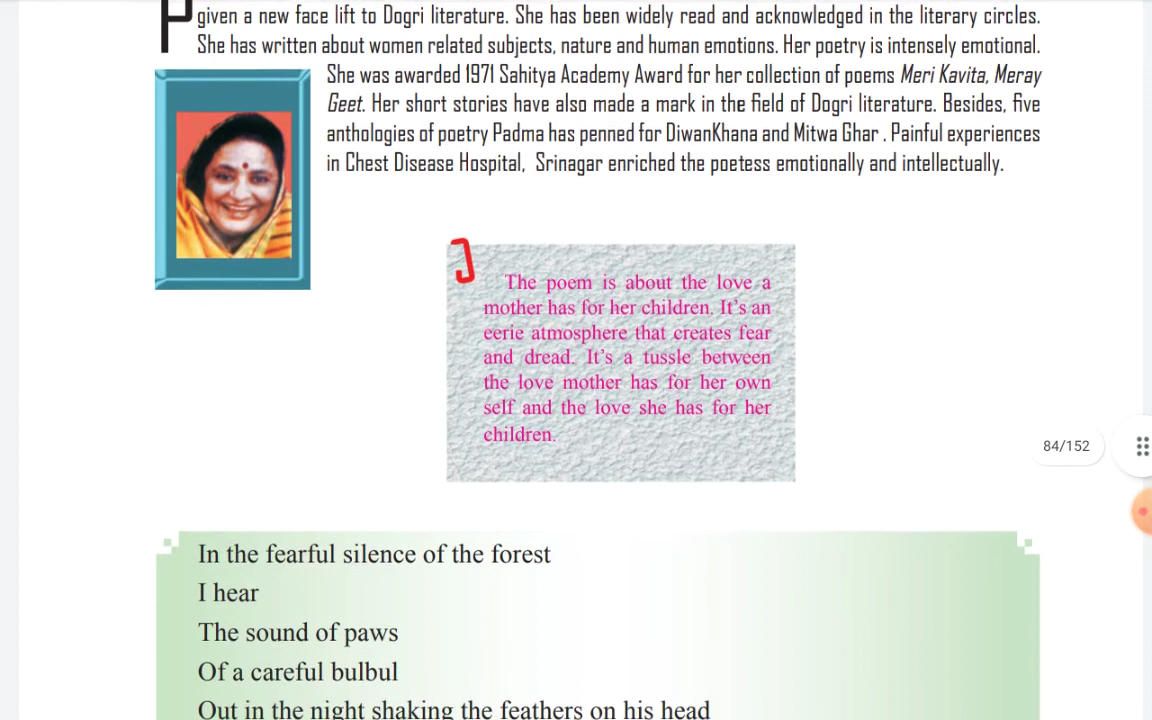 P
given a new face lift to Dogri literature. She has been widely read and acknowledged in the literary circles.
She has written about women related subjects, nature and human emotions. Her poetry is intensely emotional.
She was awarded 1971 Sahitya Academy Award for her collection of poems Meri Kavita, Meray
Geet. Her short stories have also made a mark in the field of Dogri literature. Besides, five
anthologies of poetry Padma has penned for DiwanKhana and Mitwa Ghar . Painful experiences
in Chest Disease Hospital, Srinagar enriched the poetess emotionally and intellectually.
The poem is about the love a
mother has for her children. It's an
eerie atmosphere that creates fear
and dread. It's a tussle between
the love mother has for her own
self and the love she has for her
children.
84/152
In the fearful silence of the forest
I hear
The sound of paws
Of a careful bulbul
Out in the night shaking the feathers on his head